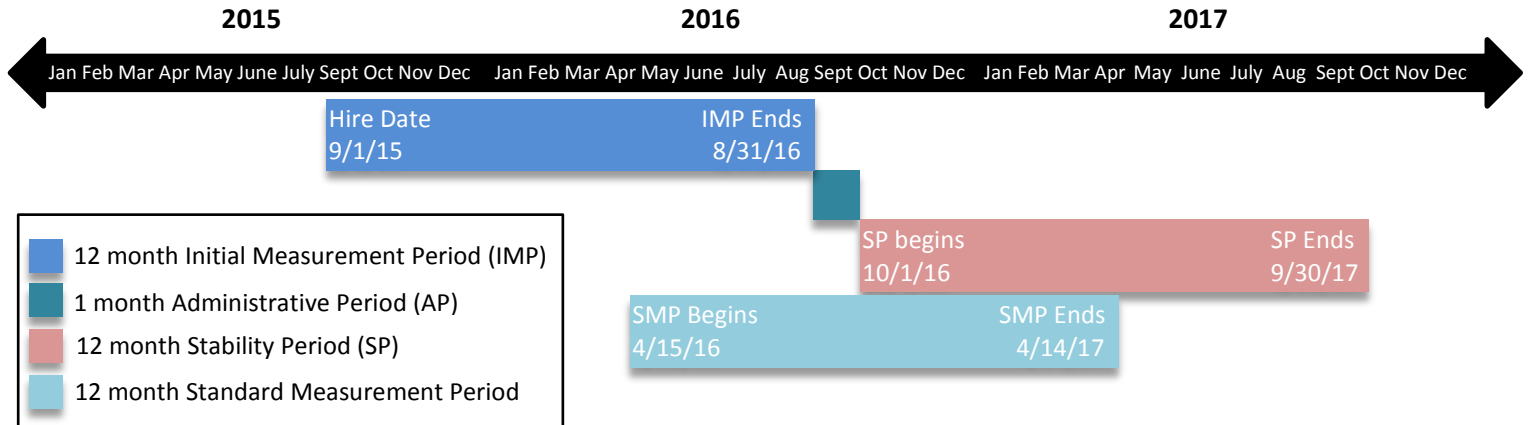 2015 2016 2017
Jan Feb Mar Apr May June July Sept Oct Nov Dec Jan Feb Mar Apr May June July Aug Sept Oct Nov Dec Jan Feb Mar Apr May June July Aug Sept Oct Nov Dec
Hire Date IMP Ends
9/1/15 8/31/16
SP begins SP Ends
10/1/16 9/30/17
SMP Begins SMP Ends
4/15/16 4/14/17
12 month Initial Measurement Period (IMP)
1 month Administrative Period (AP)
12 month Stability Period (SP)
12 month Standard Measurement Period